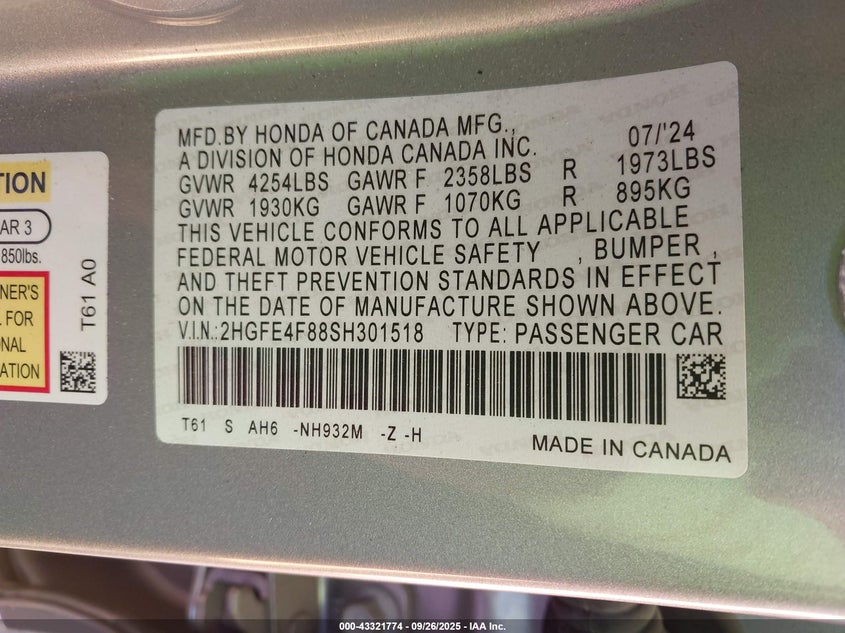 TION
AR 3
850lbs.
NER'S
L FOR
ONAL
ATION
T61 A0
MFD.BY HONDA OF CANADA MFG., 07/'24
A DIVISION OF HONDA CANADA INC.
GVWR 4254LBS GAWR F 2358LBS R 1973LBS
GVWR 1930KG GAWR F 1070KG R 895KG
THIS VEHICLE CONFORMS TO ALL APPLICABLE
FEDERAL MOTOR VEHICLE SAFETY , BUMPER ,
AND THEFT PREVENTION STANDARDS IN EFFECT
ON THE DATE OF MANUFACTURE SHOWN ABOVE.
V.I.N.:2HGFE4F88SH301518 TYPE: PASSENGER CAR
T61 S AH6 -NH932M -Z -H
MADE IN CANADA
000-43321774 - 09/26/2025 - IAA Inc.